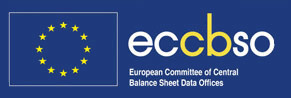 eccbso
European Committee of Central
Balance Sheet Data Offices